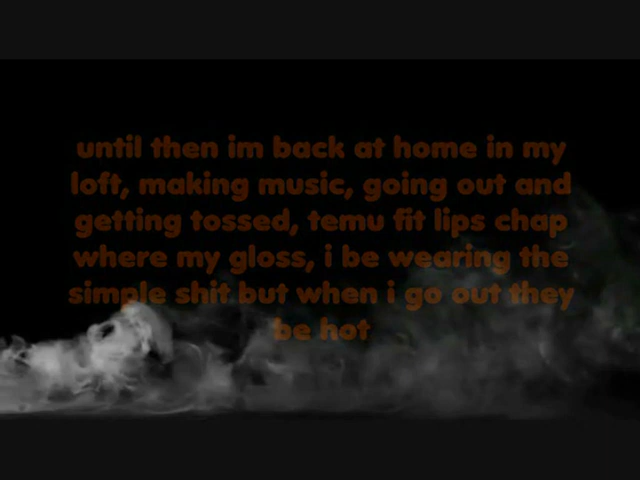 until then im back at home in my
loft, making music, going out and
getting tossed, temu fit lips chap
where my gloss, i be wearing the
simple shit but when i go out they
be hot